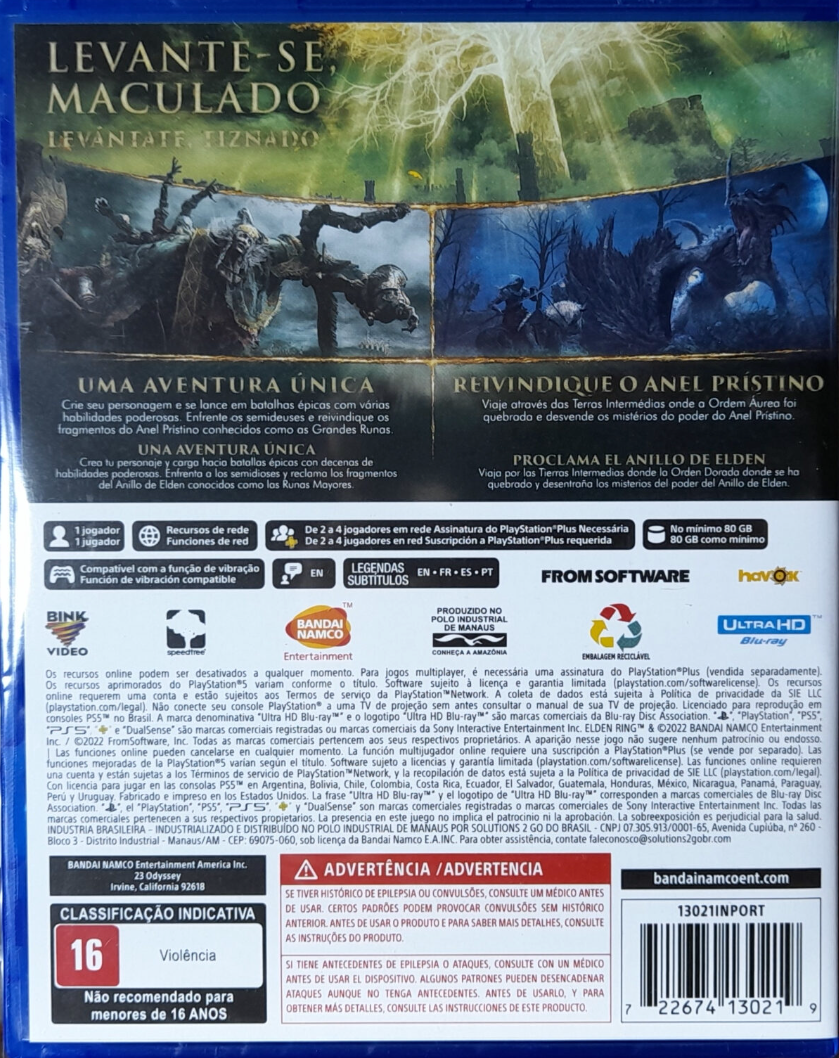 LEVANTE-SE,
MACULADO
LEVÁNTATE, TIZNADO
UMA AVENTURA ÚNICA
Crie seu personagem e se lance em batalhas épicas com várias
habilidades poderosas. Enfrente os semideuses e reivindique os
fragmentos do Anel Prístino conhecidos como as Grandes Runas.
UNA AVENTURA ÚNICA
Crea tu personaje y carga hacia batallas épicas con decenas de
habilidades poderosas. Enfrenta a los semidioses y reclama los fragmentos
del Anillo de Elden conocidos como las Runas Mayores.
REIVINDIQUE O ANEL PRÍSTINO
Viaje através das Terras Intermédias onde a Ordem Áurea foi
quebrada e desvende os mistérios do poder do Anel Prístino.
PROCLAMA EL ANILLO DE ELDEN
Viaja por las Tierras Intermedias donde la Orden Dorada donde se ha
quebrado y desentraña los misterios del poder del Anillo de Elden.
1 jogador
1 jugador
Recursos de rede
Funciones de red
De 2 a 4 jogadores em rede Assinatura do PlayStation®Plus Necessária
De 2 a 4 jugadores en red Suscripción a PlayStation®Plus requerida
No mínimo 80 GB
80 GB como mínimo
Compatível com a função de vibração
Función de vibración compatible
EN
LEGENDAS
SUBTÍTULOS
EN • FR • ES • PT
FROMSOFTWARE
havok
BINK
VIDEO
speedtree®
BANDAI
NAMCO
™
Entertainment
PRODUZIDO NO
POLO INDUSTRIAL
DE MANAUS
CONHEÇA A AMAZÔNIA
EMBALAGEM RECICLÁVEL
ULTRA HD™
Blu-ray
Os recursos online podem ser desativados a qualquer momento. Para jogos multiplayer, é necessária uma assinatura do PlayStation®Plus (vendida separadamente).
Os recursos aprimorados do PlayStation®5 variam conforme o título. Software sujeito à licença e garantia limitada (playstation.com/softwarelicense). Os recursos
online requerem uma conta e estão sujeitos aos Termos de serviço da PlayStation™Network. A coleta de dados está sujeita à Política de privacidade da SIE LLC
(playstation.com/legal). Não conecte seu console PlayStation® a uma TV de projeção sem antes consultar o manual de sua TV de projeção. Licenciado para reprodução em
consoles PS5™ no Brasil. A marca denominativa "Ultra HD Blu-ray™" e o logotipo "Ultra HD Blu-ray™" são marcas comerciais da Blu-ray Disc Association. "", "PlayStation", "PS5",
"PS5", "" e "DualSense" são marcas comerciais registradas ou marcas comerciais da Sony Interactive Entertainment Inc. ELDEN RING™ & ©2022 BANDAI NAMCO Entertainment
Inc. / ©2022 FromSoftware, Inc. Todas as marcas comerciais pertencem aos seus respectivos proprietários. A aparição nesse jogo não sugere nenhum patrocínio ou endosso.
| Las funciones online pueden cancelarse en cualquier momento. La función multijugador online requiere una suscripción a PlayStation®Plus (se vende por separado). Las
funciones mejoradas de la PlayStation®5 varían según el título. Software sujeto a licencias y garantía limitada (playstation.com/softwarelicense). Las funciones online requieren
una cuenta y están sujetas a los Términos de servicio de PlayStation™Network, y la recopilación de datos está sujeta a la Política de privacidad de SIE LLC (playstation.com/legal).
Con licencia para jugar en las consolas PS5™ en Argentina, Bolivia, Chile, Colombia, Costa Rica, Ecuador, El Salvador, Guatemala, Honduras, México, Nicaragua, Panamá, Paraguay,
Perú y Uruguay. Fabricado e impreso en los Estados Unidos. La frase "Ultra HD Blu-ray™" y el logotipo de "Ultra HD Blu-ray™" corresponden a marcas comerciales de Blu-ray Disc
Association. "", el "PlayStation", "PS5", "PS5", "" y "DualSense" son marcas comerciales registradas o marcas comerciales de Sony Interactive Entertainment Inc. Todas las
marcas comerciales pertencem a sus respectivos propietarios. La presencia en este juego no implica el patrocinio ni la aprobación. La sobreexposición es perjudicial para la salud.
INDUSTRIA BRASILEIRA – INDUSTRIALIZADO E DISTRIBUÍDO NO POLO INDUSTRIAL DE MANAUS POR SOLUTIONS 2 GO DO BRASIL - CNPJ 07.305.913/0001-65, Avenida Cupiúba, nº 260 -
Bloco 3 - Distrito Industrial - Manaus/AM - CEP: 69075-060, sob licença da Bandai Namco E.A.INC. Para obter assistência, contate faleconosco@solutions2gobr.com
BANDAI NAMCO Entertainment America Inc.
23 Odyssey
Irvine, California 92618
CLASSIFICAÇÃO INDICATIVA
16
Violência
Não recomendado para
menores de 16 ANOS
ADVERTÊNCIA /ADVERTENCIA
SE TIVER HISTÓRICO DE EPILEPSIA OU CONVULSÕES, CONSULTE UM MÉDICO ANTES
DE USAR. CERTOS PADRÕES PODEM PROVOCAR CONVULSÕES SEM HISTÓRICO
ANTERIOR. ANTES DE USAR O PRODUTO E PARA SABER MAIS DETALHES, CONSULTE
AS INSTRUÇÕES DO PRODUTO.
SI TIENE ANTECEDENTES DE EPILEPSIA O ATAQUES, CONSULTE CON UN MÉDICO
ANTES DE USAR EL DISPOSITIVO. ALGUNOS PATRONES PUEDEN DESENCADENAR
ATAQUES AUNQUE NO TENGA ANTECEDENTES. ANTES DE USARLO, Y PARA
OBTENER MÁS DETALLES, CONSULTE LAS INSTRUCCIONES DE ESTE PRODUCTO.
bandainamcoent.com
13021INPORT
7 22674 13021 9